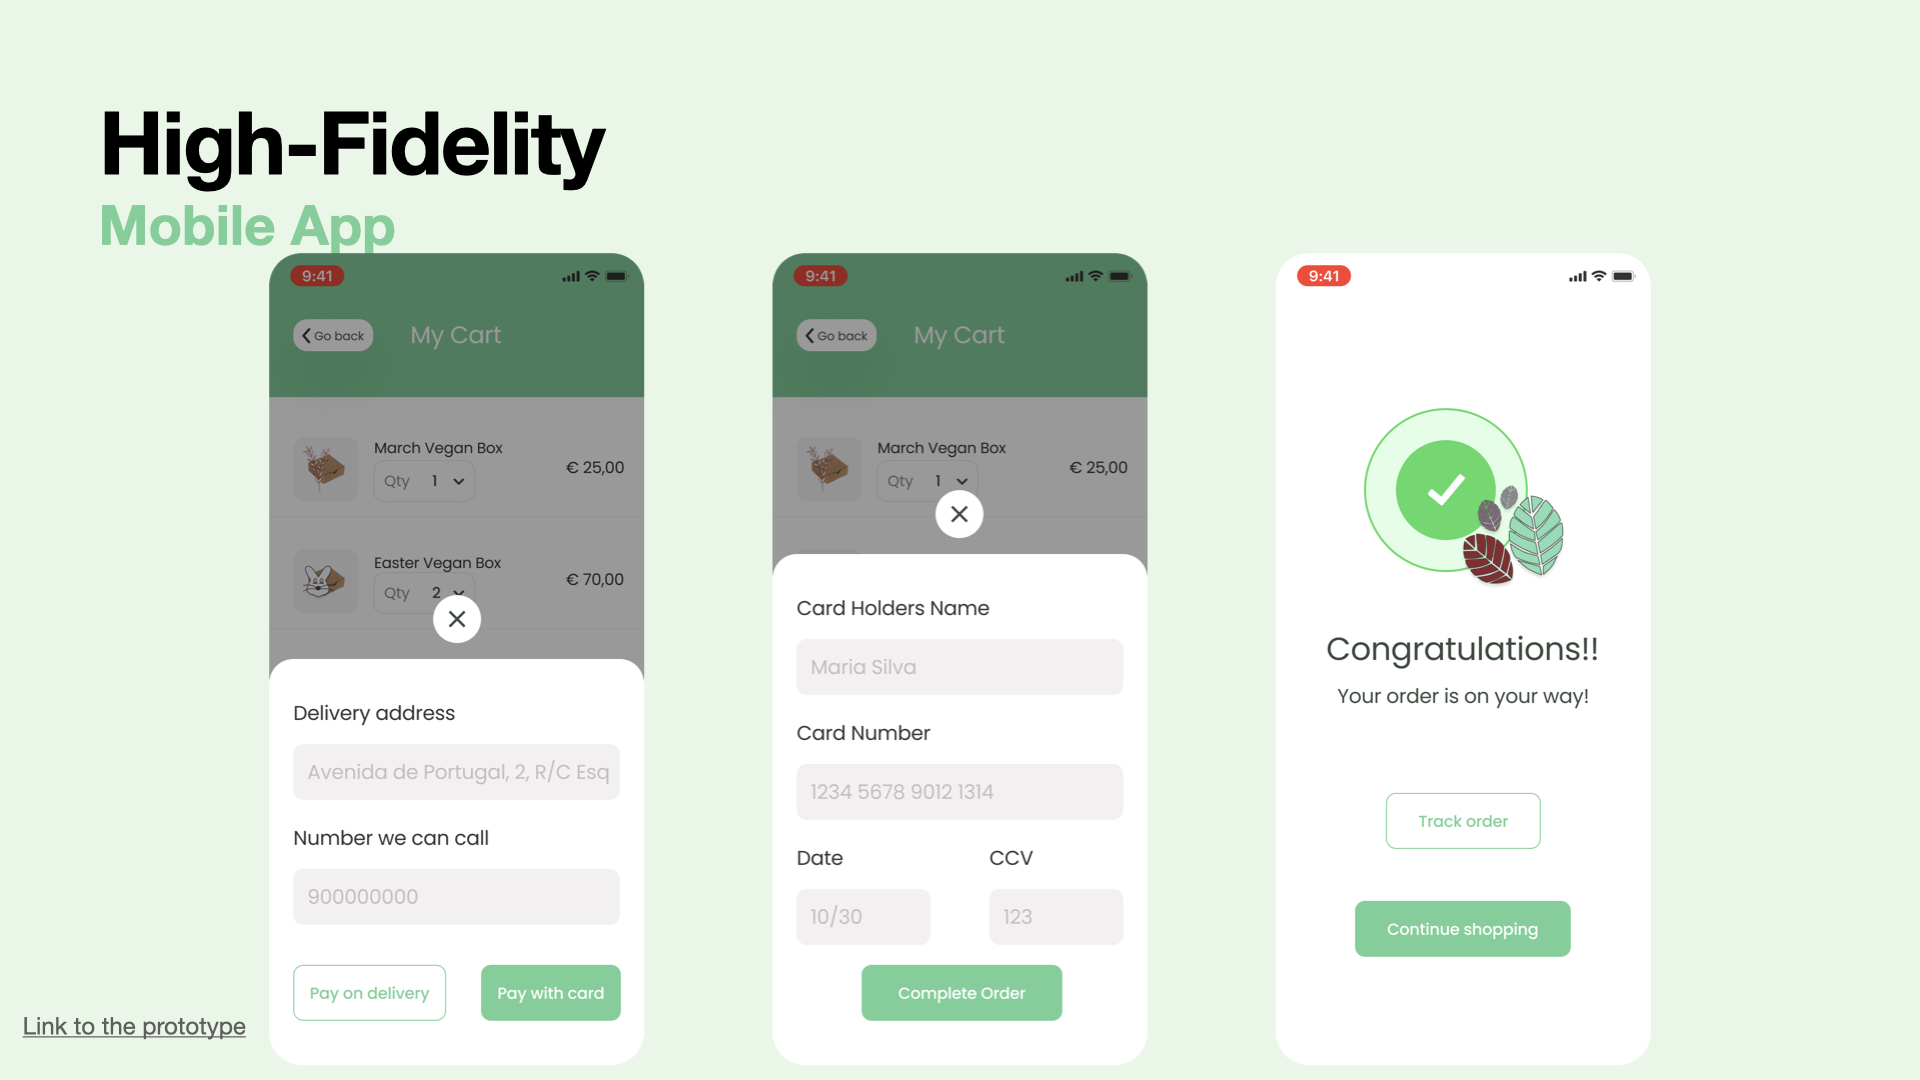 High-Fidelity
Mobile App
9:41
Go back
My Cart
March Vegan Box
Qty 1
€ 25,00
Easter Vegan Box
Qty 2
€ 70,00
Delivery address
Avenida de Portugal, 2, R/C Esq
Number we can call
900000000
Pay on delivery
Pay with card
9:41
Go back
My Cart
March Vegan Box
Qty 1
€ 25,00
Card Holders Name
Maria Silva
Card Number
1234 5678 9012 1314
Date
CCV
10/30
123
Complete Order
9:41
Congratulations!!
Your order is on your way!
Track order
Continue shopping
Link to the prototype